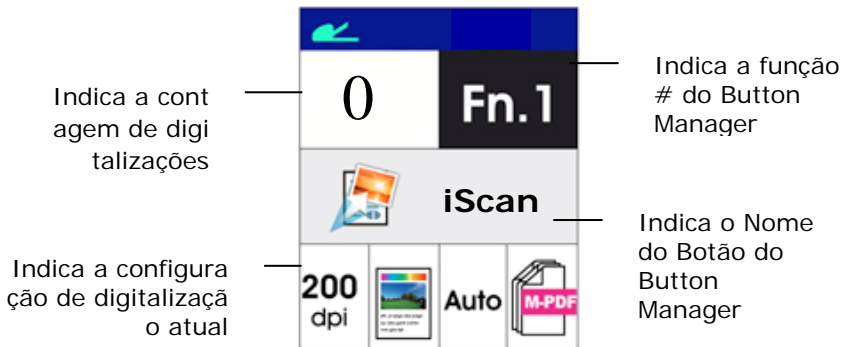 Indica a cont
agem de digi
talizações
0
Fn.1
Indica a função
# do Button
Manager
iScan
Indica o Nome
do Botão do
Button
Manager
Indica a configura
ção de digitalizaçã
o atual
200
dpi
Auto
M-PDF